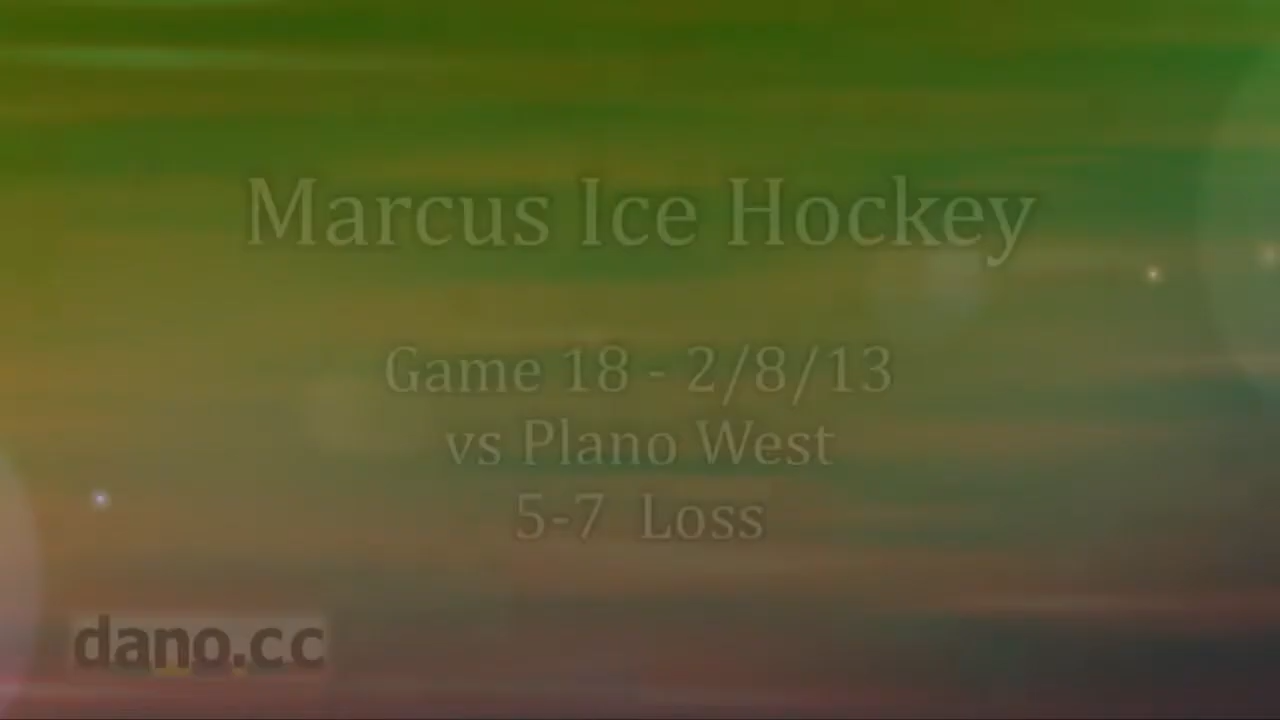 Marcus Ice Hockey
Game 18 - 2/8/13
vs Plano West
5-7 Loss
dano.cc